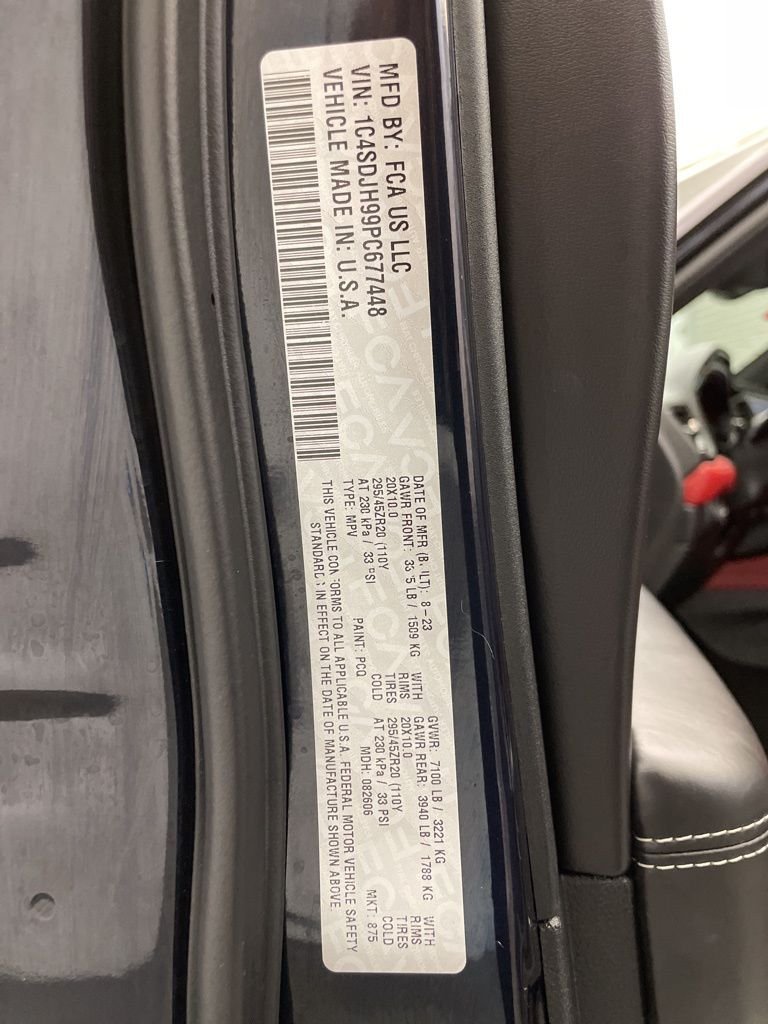 MFD BY: FCA US LLC
VIN: 1C4SDJH99PC677448
VEHICLE MADE IN: U.S.A.
DATE OF MFR 8-23 GVWR: 7100 LB / 3221 KG
GAWR FRONT: LB / 1509 KG WITH GAWR REAR: 3940 LB / 1788 KG WITH
20X10.0 RIMS 20X10.0 RIMS
295/45ZR20 (110Y TIRES 295/45ZR20 (110Y TIRES
AT 230 kPa / 33 PSI COLD AT 230 kPa / 33 PSI COLD
TYPE: MPV PAINT: PCQ MDH: 082606 MKT: 875
THIS VEHICLE CONFORMS TO ALL APPLICABLE U.S.A. FEDERAL MOTOR VEHICLE SAFETY
STANDARDS IN EFFECT ON THE DATE OF MANUFACTURE SHOWN ABOVE.